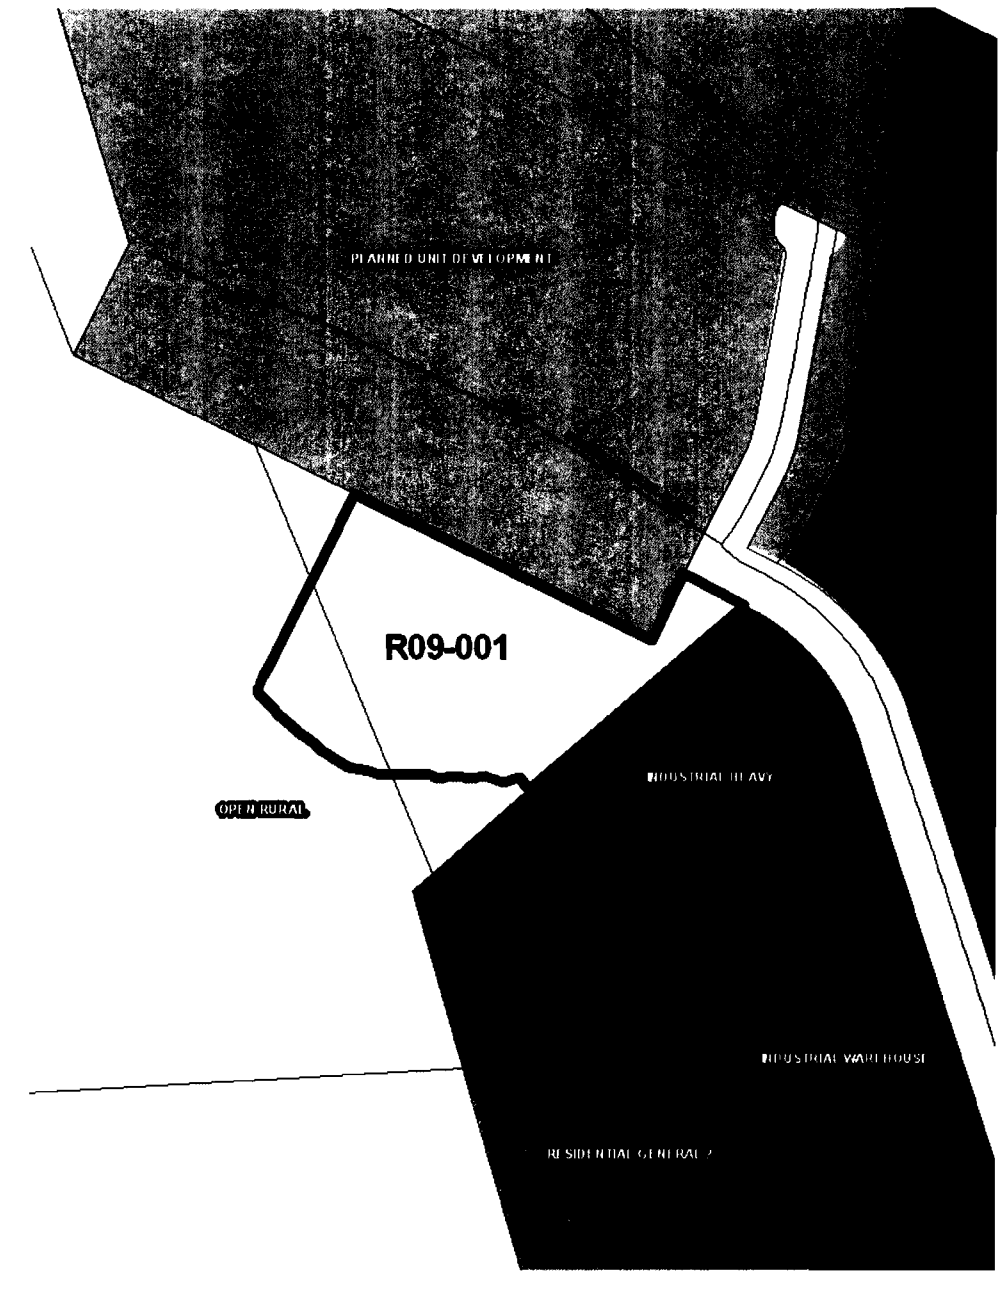 PLANNED UNIT DEVELOPMENT
R09-001
INDUSTRIAL HEAVY
OPEN RURAL
INDUSTRIAL WAREHOUSE
RESIDENTIAL GENERAL 2